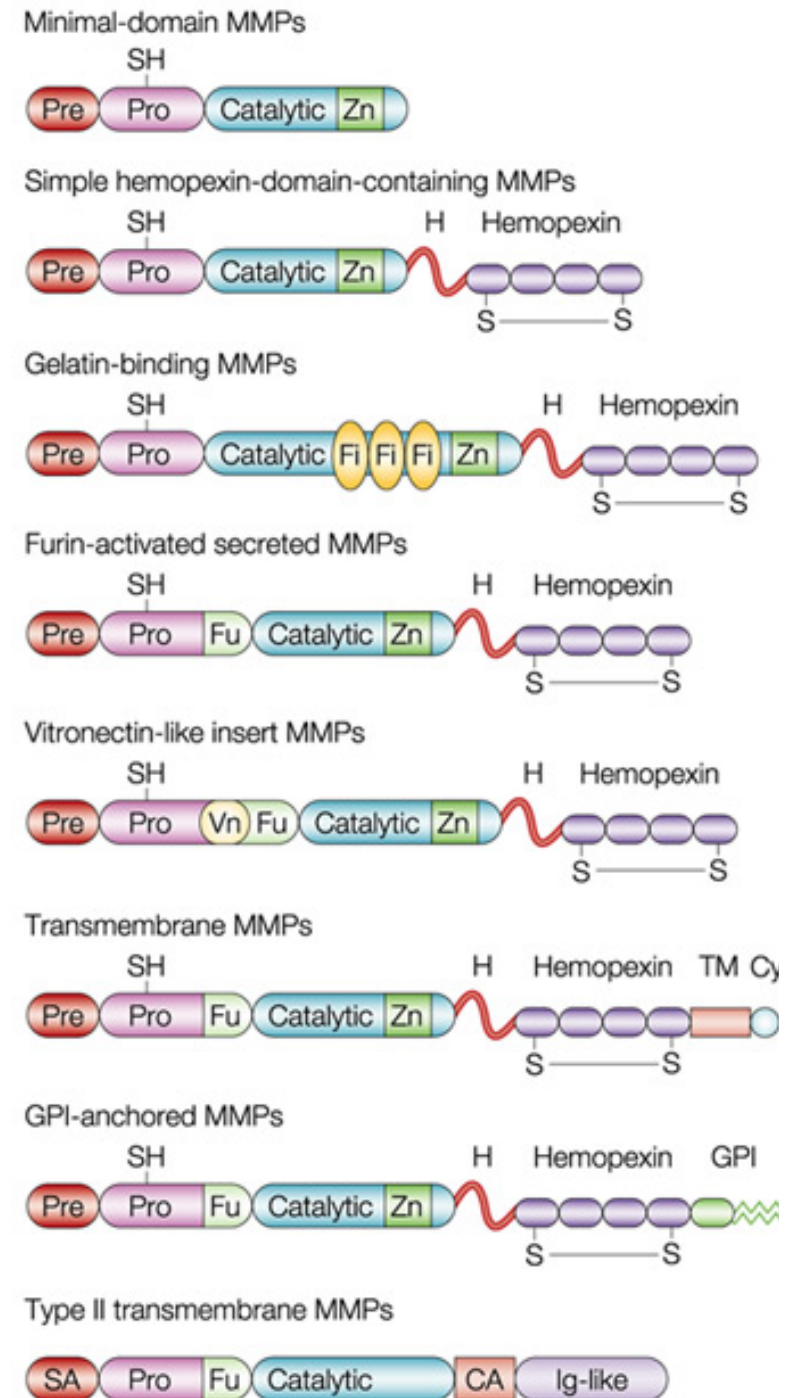 Minimal-domain MMPs
SH
Pre Pro Catalytic Zn
Simple hemopexin-domain-containing MMPs
SH H Hemopexin
Pre Pro Catalytic Zn
S S
Gelatin-binding MMPs
SH H Hemopexin
Pre Pro Catalytic Fi Fi Fi Zn
S S
Furin-activated secreted MMPs
SH H Hemopexin
Pre Pro Fu Catalytic Zn
S S
Vitronectin-like insert MMPs
SH H Hemopexin
Pre Pro Vn Fu Catalytic Zn
S S
Transmembrane MMPs
SH H Hemopexin TM Cy
Pre Pro Fu Catalytic Zn
S S
GPI-anchored MMPs
SH H Hemopexin GPI
Pre Pro Fu Catalytic Zn
S S
Type II transmembrane MMPs
SA Pro Fu Catalytic CA Ig-like